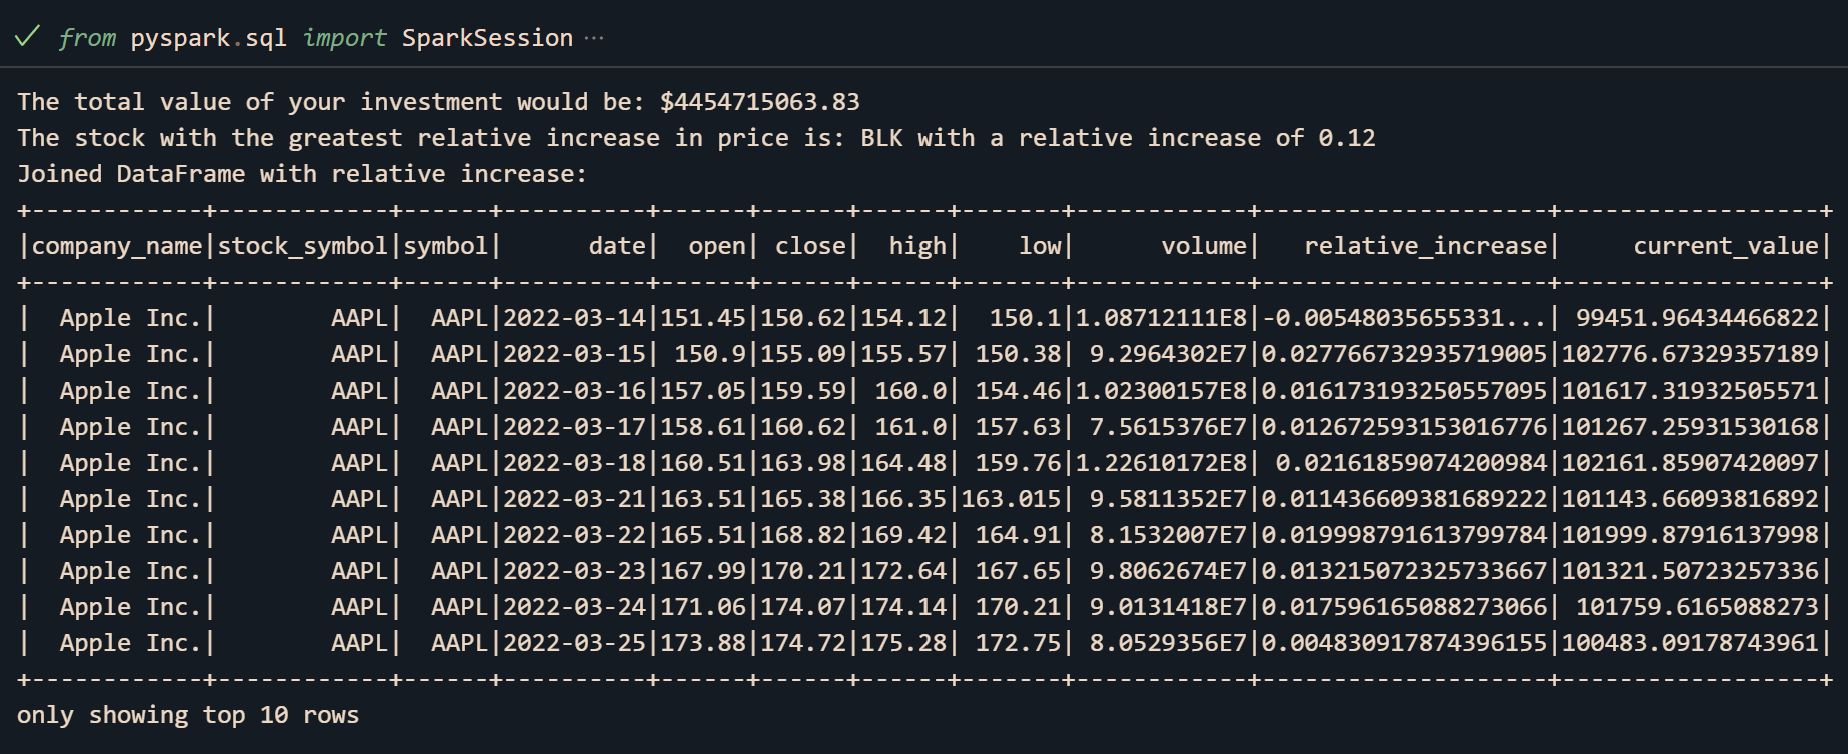 ✓ from pyspark.sql import SparkSession ···
The total value of your investment would be: $4454715063.83
The stock with the greatest relative increase in price is: BLK with a relative increase of 0.12
Joined DataFrame with relative increase:
+------------+------------+------+----------+------+------+------+-------+------------+--------------------+------------------+
|company_name|stock_symbol|symbol|      date|  open| close|  high|    low|      volume|   relative_increase|     current_value|
+------------+------------+------+----------+------+------+------+-------+------------+--------------------+------------------+
|  Apple Inc.|        AAPL|  AAPL|2022-03-14|151.45|150.62|154.12|  150.1|1.08712111E8|-0.00548035655331...| 99451.96434466822|
|  Apple Inc.|        AAPL|  AAPL|2022-03-15| 150.9|155.09|155.57| 150.38| 9.2964302E7|0.027766732935719005|102776.67329357189|
|  Apple Inc.|        AAPL|  AAPL|2022-03-16|157.05|159.59| 160.0| 154.46|1.02300157E8|0.016173193250557095|101617.31932505571|
|  Apple Inc.|        AAPL|  AAPL|2022-03-17|158.61|160.62| 161.0| 157.63| 7.5615376E7|0.012672593153016776|101267.25931530168|
|  Apple Inc.|        AAPL|  AAPL|2022-03-18|160.51|163.98|164.48| 159.76|1.22610172E8| 0.02161859074200984|102161.85907420097|
|  Apple Inc.|        AAPL|  AAPL|2022-03-21|163.51|165.38|166.35|163.015| 9.5811352E7|0.011436609381689222|101143.66093816892|
|  Apple Inc.|        AAPL|  AAPL|2022-03-22|165.51|168.82|169.42| 164.91| 8.1532007E7|0.019998791613799784|101999.87916137998|
|  Apple Inc.|        AAPL|  AAPL|2022-03-23|167.99|170.21|172.64| 167.65| 9.8062674E7|0.013215072325733667|101321.50723257336|
|  Apple Inc.|        AAPL|  AAPL|2022-03-24|171.06|174.07|174.14| 170.21| 9.0131418E7|0.017596165088273066| 101759.6165088273|
|  Apple Inc.|        AAPL|  AAPL|2022-03-25|173.88|174.72|175.28| 172.75| 8.0529356E7|0.004830917874396155|100483.09178743961|
+------------+------------+------+----------+------+------+------+-------+------------+--------------------+------------------+
only showing top 10 rows